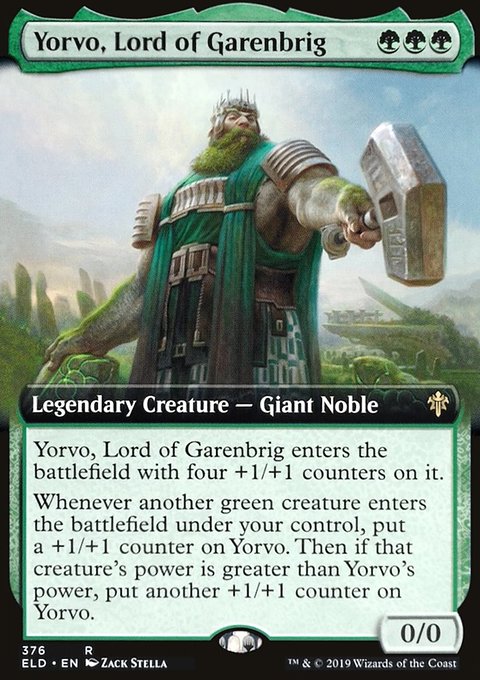 Yorvo, Lord of Garenbrig
Legendary Creature — Giant Noble
Yorvo, Lord of Garenbrig enters the
battlefield with four +1/+1 counters on it.
Whenever another green creature enters
the battlefield under your control, put
a +1/+1 counter on Yorvo. Then if that
creature's power is greater than Yorvo's
power, put another +1/+1 counter on
Yorvo.
0/0
376 R
ELD • EN Zack Stella
™ & © 2019 Wizards of the Coast